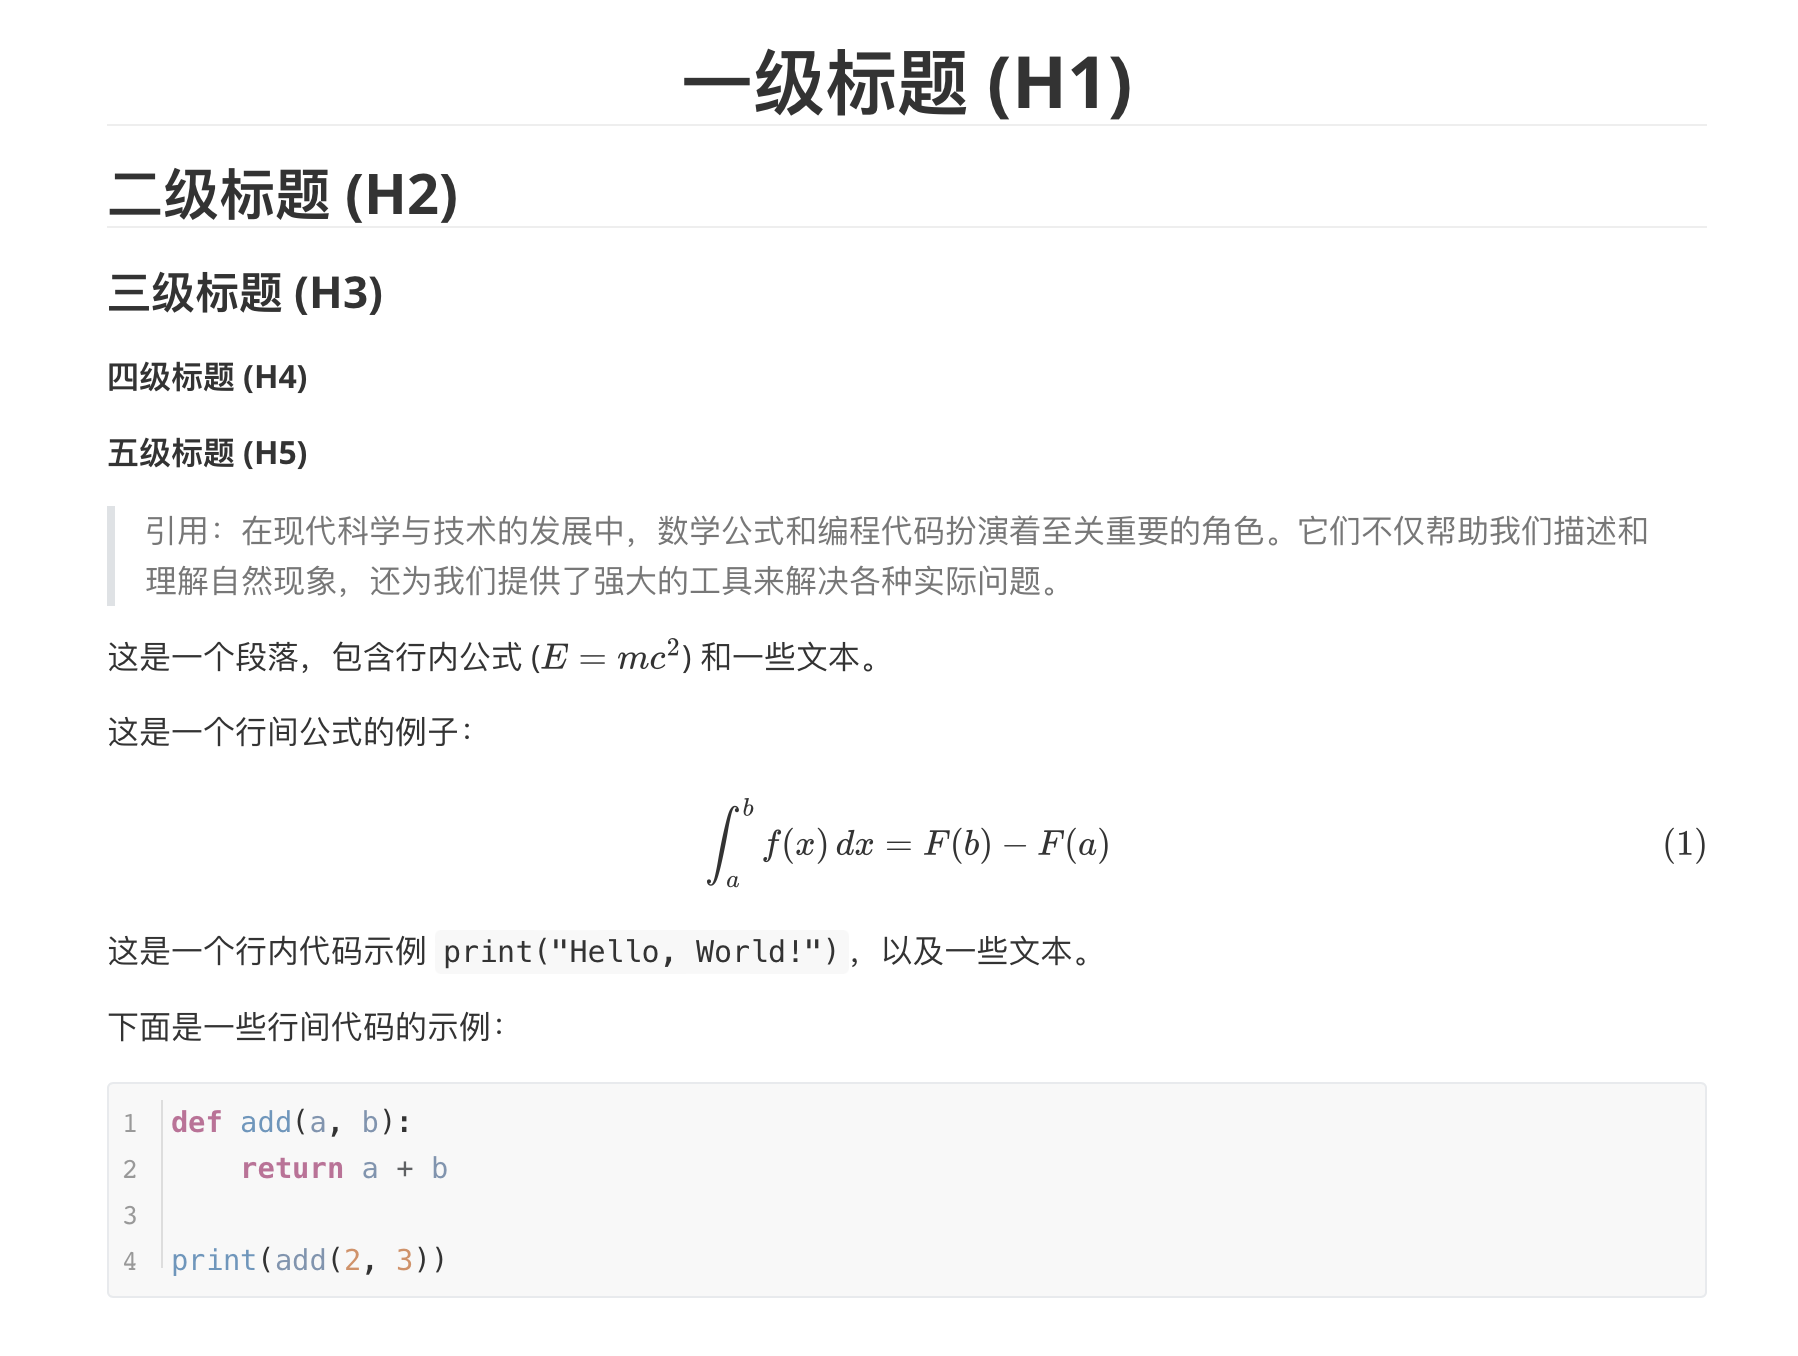 一级标题 (H1)
二级标题 (H2)
三级标题 (H3)
四级标题 (H4)
五级标题 (H5)
引用：在现代科学与技术的发展中，数学公式和编程代码扮演着至关重要的角色。它们不仅帮助我们描述和
理解自然现象，还为我们提供了强大的工具来解决各种实际问题。
这是一个段落，包含行内公式 (E = mc²) 和一些文本。
这是一个行间公式的例子：
∫_a^b f(x) dx = F(b) − F(a) (1)
这是一个行内代码示例 print("Hello, World!")，以及一些文本。
下面是一些行间代码的示例：
1 def add(a, b):
2     return a + b
3
4 print(add(2, 3))